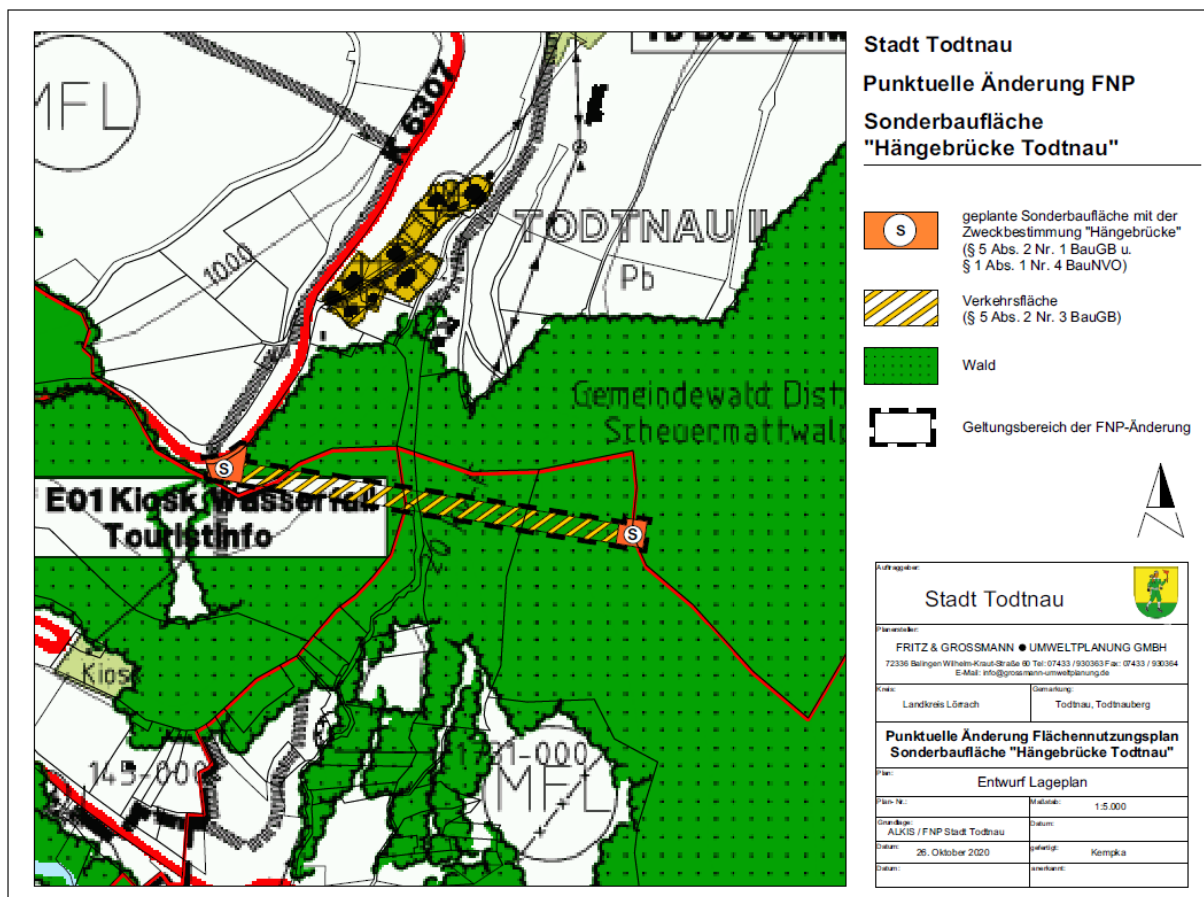 MFL
K 6307
1000
TODTNAU II
Pb
Gemeindewald Distr
Scheuermattwald
S
E01 Kiosk Wasserfall
Touristinfo
S
20
Kiosk
145-000
MFL
Stadt Todtnau
Punktuelle Änderung FNP
Sonderbaufläche
"Hängebrücke Todtnau"
S
geplante Sonderbaufläche mit der
Zweckbestimmung "Hängebrücke"
(§ 5 Abs. 2 Nr. 1 BauGB u.
§ 1 Abs. 1 Nr. 4 BauNVO)
Verkehrsfläche
(§ 5 Abs. 2 Nr. 3 BauGB)
Wald
Geltungsbereich der FNP-Änderung
Auftraggeber:
Stadt Todtnau
Planersteller:
FRITZ & GROSSMANN ● UMWELTPLANUNG GMBH
72336 Balingen Wilhelm-Kraut-Straße 60 Tel: 07433 / 930363 Fax: 07433 / 930364
E-Mail: info@grossmann-umweltplanung.de
Kreis:
Landkreis Lörrach
Gemarkung:
Todtnau, Todtnauberg
Punktuelle Änderung Flächennutzungsplan
Sonderbaufläche "Hängebrücke Todtnau"
Plan:
Entwurf Lageplan
Plan- Nr.:
Maßstab:
1:5.000
Grundlage:
ALKIS / FNP Stadt Todtnau
Datum:
Datum:
26. Oktober 2020
gefertigt:
Kempka
Datum:
anerkannt: